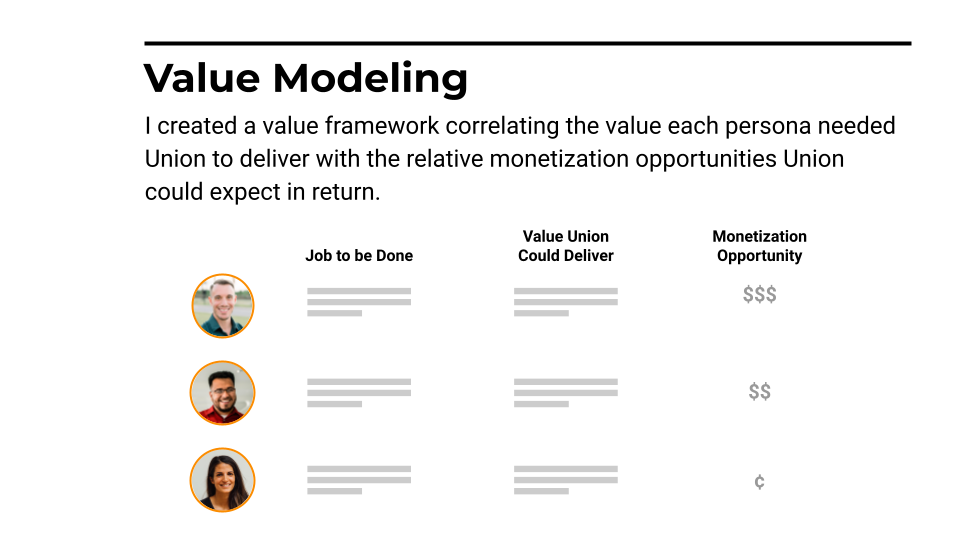 Value Modeling
I created a value framework correlating the value each persona needed
Union to deliver with the relative monetization opportunities Union
could expect in return.
Job to be Done
Value Union
Could Deliver
Monetization
Opportunity
$$$
$$
¢